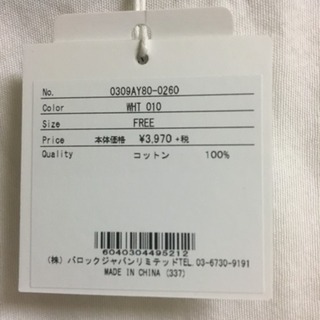 No. 0309AY80-0260
Color WHT 010
Size FREE
Price 本体価格 ¥3,970 +税
Quality コットン 100%
6040304495212
(株) バロックジャパンリミテッドTEL. 03-6730-9191
MADE IN CHINA (337)